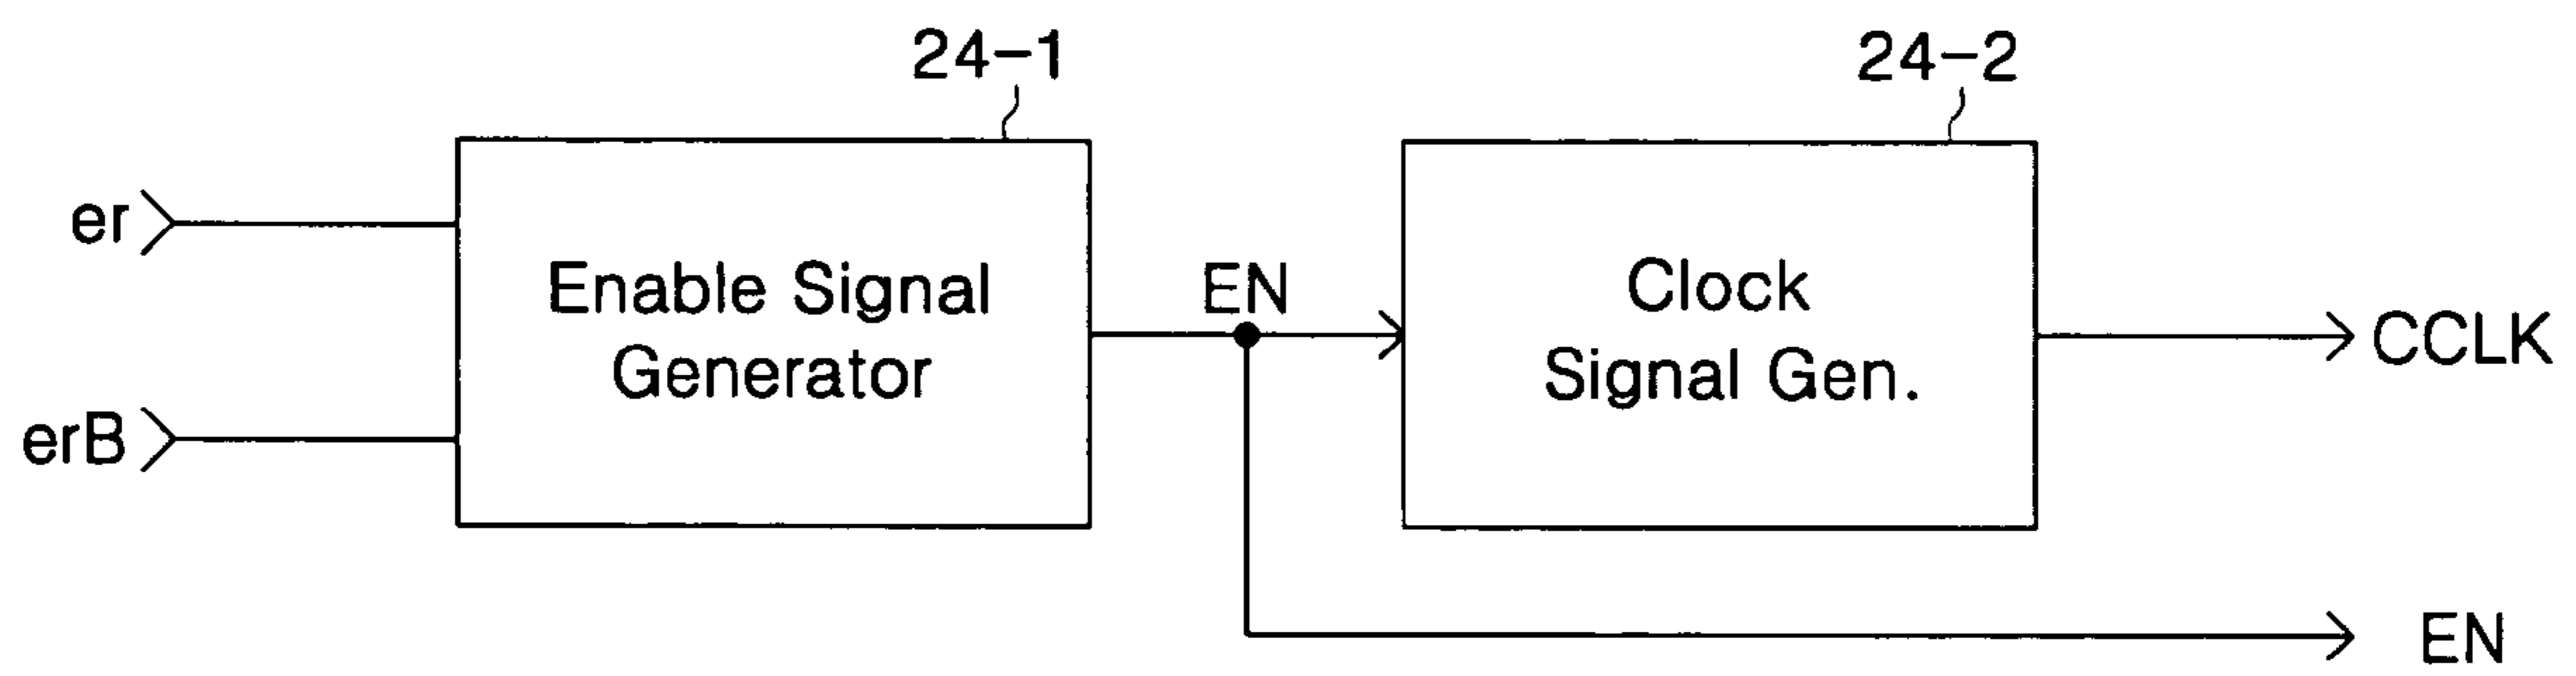 24-1
24-2
er
erB
Enable Signal
Generator
EN
Clock
Signal Gen.
CCLK
EN